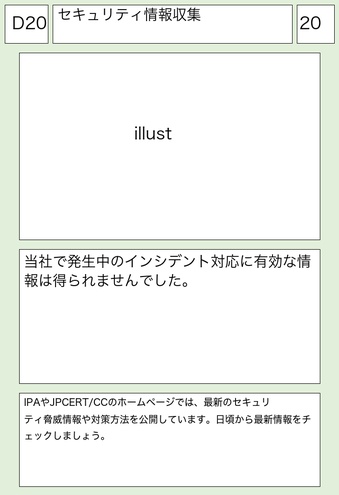 D20
セキュリティ情報収集
20
illust
当社で発生中のインシデント対応に有効な情
報は得られませんでした。
IPAやJPCERT/CCのホームページでは、最新のセキュリ
ティ脅威情報や対策方法を公開しています。日頃から最新情報をチ
ェックしましょう。